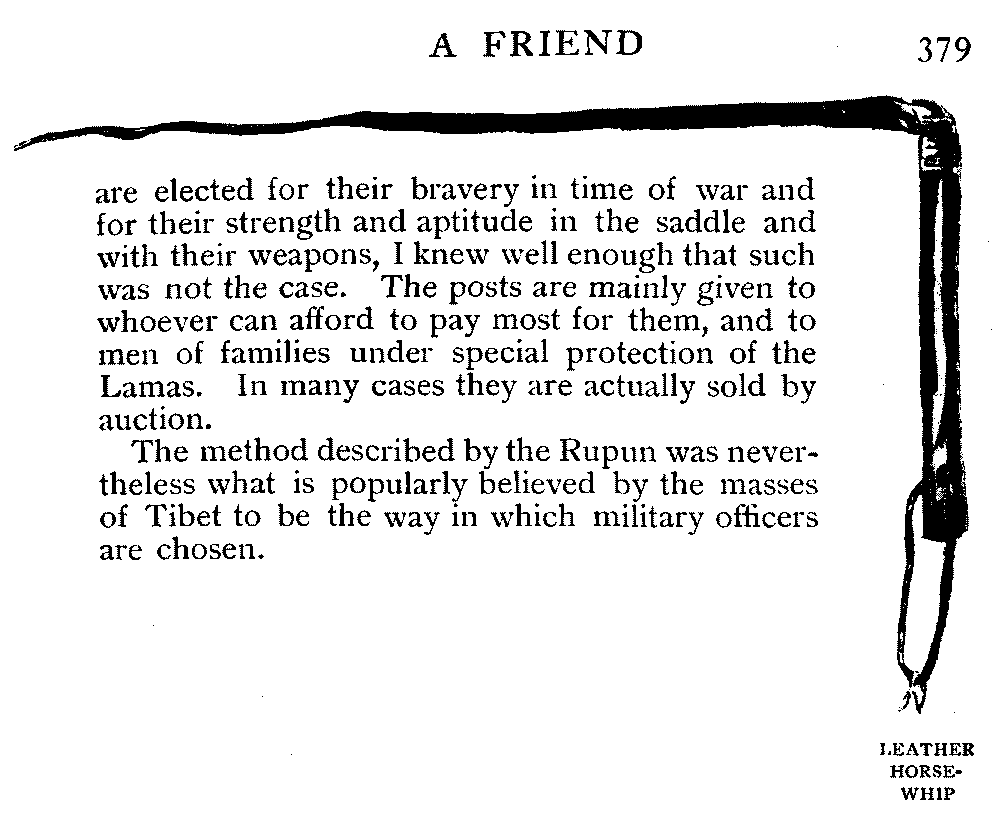 A FRIEND 379
are elected for their bravery in time of war and
for their strength and aptitude in the saddle and
with their weapons, I knew well enough that such
was not the case. The posts are mainly given to
whoever can afford to pay most for them, and to
men of families under special protection of the
Lamas. In many cases they are actually sold by
auction.
The method described by the Rupun was never-
theless what is popularly believed by the masses
of Tibet to be the way in which military officers
are chosen.
LEATHER
HORSE-
WHIP